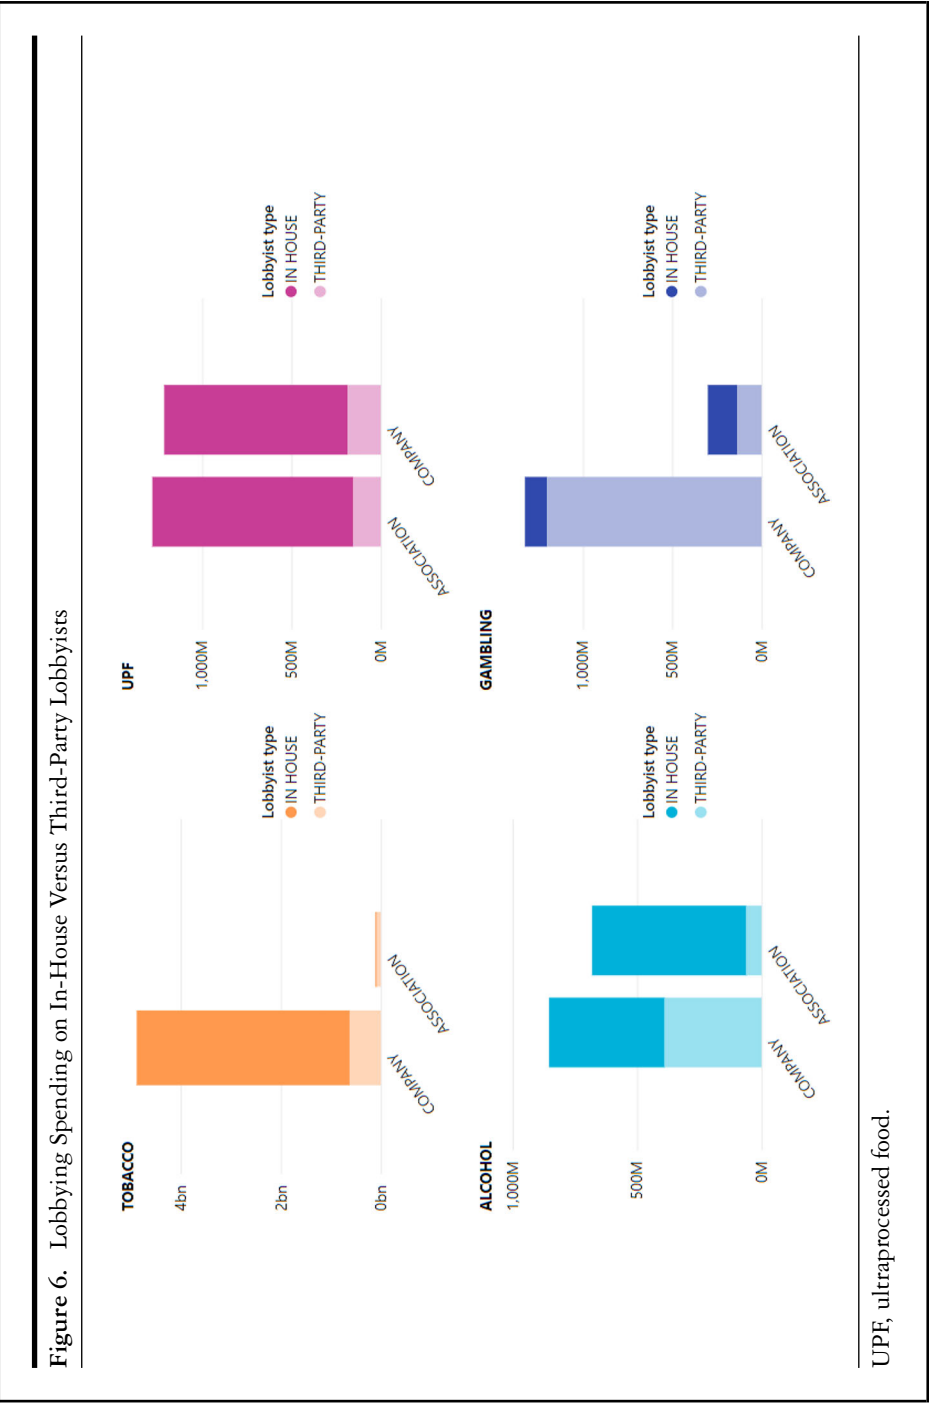 Figure 6. Lobbying Spending on In-House Versus Third-Party Lobbyists
TOBACCO
4bn
2bn
0bn
COMPANY
ASSOCIATION
Lobbyist type
IN HOUSE
THIRD-PARTY
UPF
1,000M
500M
0M
ASSOCIATION
COMPANY
Lobbyist type
IN HOUSE
THIRD-PARTY
ALCOHOL
1,000M
500M
0M
COMPANY
ASSOCIATION
Lobbyist type
IN HOUSE
THIRD-PARTY
GAMBLING
1,000M
500M
0M
COMPANY
ASSOCIATION
Lobbyist type
IN HOUSE
THIRD-PARTY
UPF, ultraprocessed food.